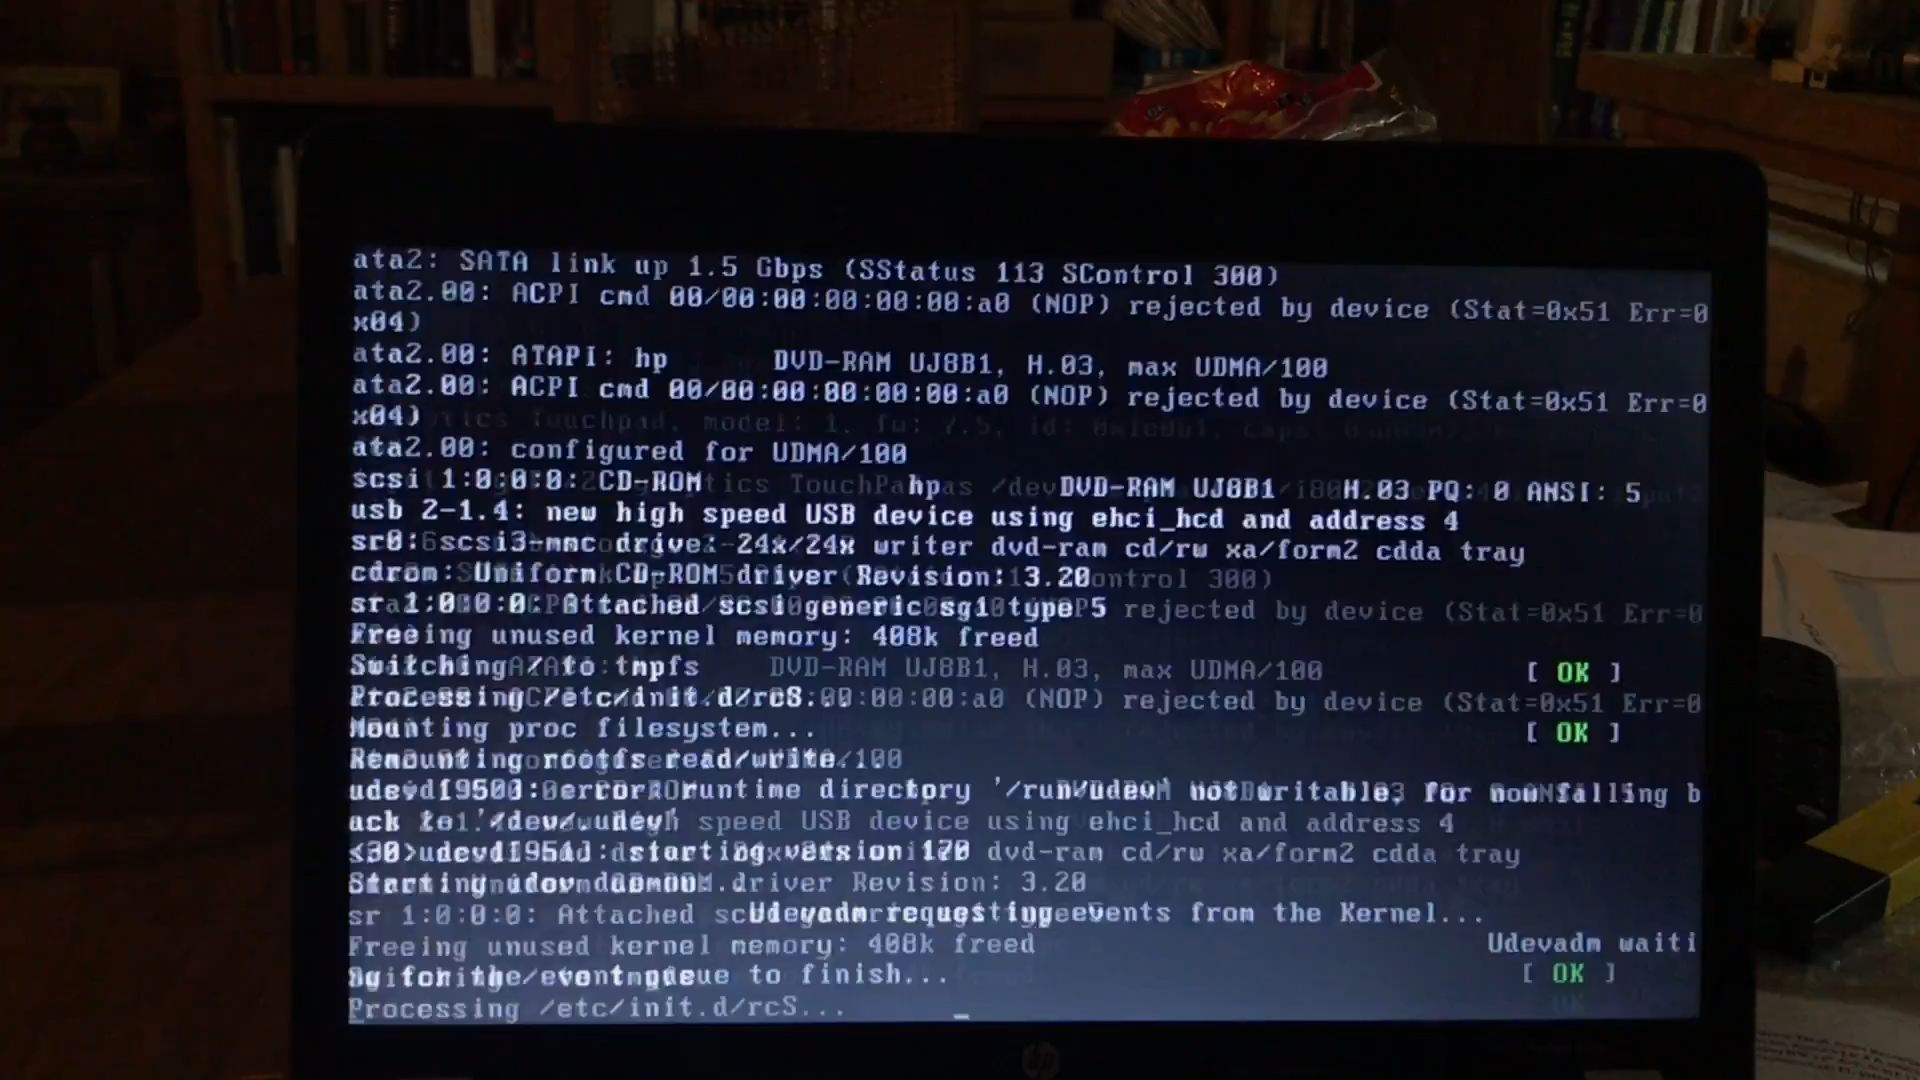 ata2: SATA link up 1.5 Gbps (SStatus 113 SControl 300)
ata2.00: ACPI cmd 00/00:00:00:00:00:a0 (NOP) rejected by device (Stat=0x51 Err=0
x04)
ata2.00: ATAPI: hp DVD-RAM UJ8B1, H.03, max UDMA/100
ata2.00: ACPI cmd 00/00:00:00:00:00:a0 (NOP) rejected by device (Stat=0x51 Err=0
x04)
ata2.00: configured for UDMA/100
scsi 1:0:0:0: CD-ROM hp DVD-RAM UJ8B1 H.03 PQ: 0 ANSI: 5
usb 2-1.4: new high speed USB device using ehci_hcd and address 4
sr0: scsi3-mmc drive: 24x/24x writer dvd-ram cd/rw xa/form2 cdda tray
cdrom: Uniform CD-ROM driver Revision: 3.20
sr 1:0:0:0: Attached scsi generic sg1 type 5
Freeing unused kernel memory: 408k freed
Switching / to tmpfs [ OK ]
Processing /etc/init.d/rcS...
Mounting proc filesystem... [ OK ]
Remounting rootfs read/write
error: runtime directory '/run/udev' not writable, for now falling b
ack to '/dev/.udev'
starting version 170
Starting udev daemon...
Udevadm requesting events from the Kernel...
Udevadm waiti
ng for the event queue to finish... [ OK ]
Processing /etc/init.d/rcS...
hp